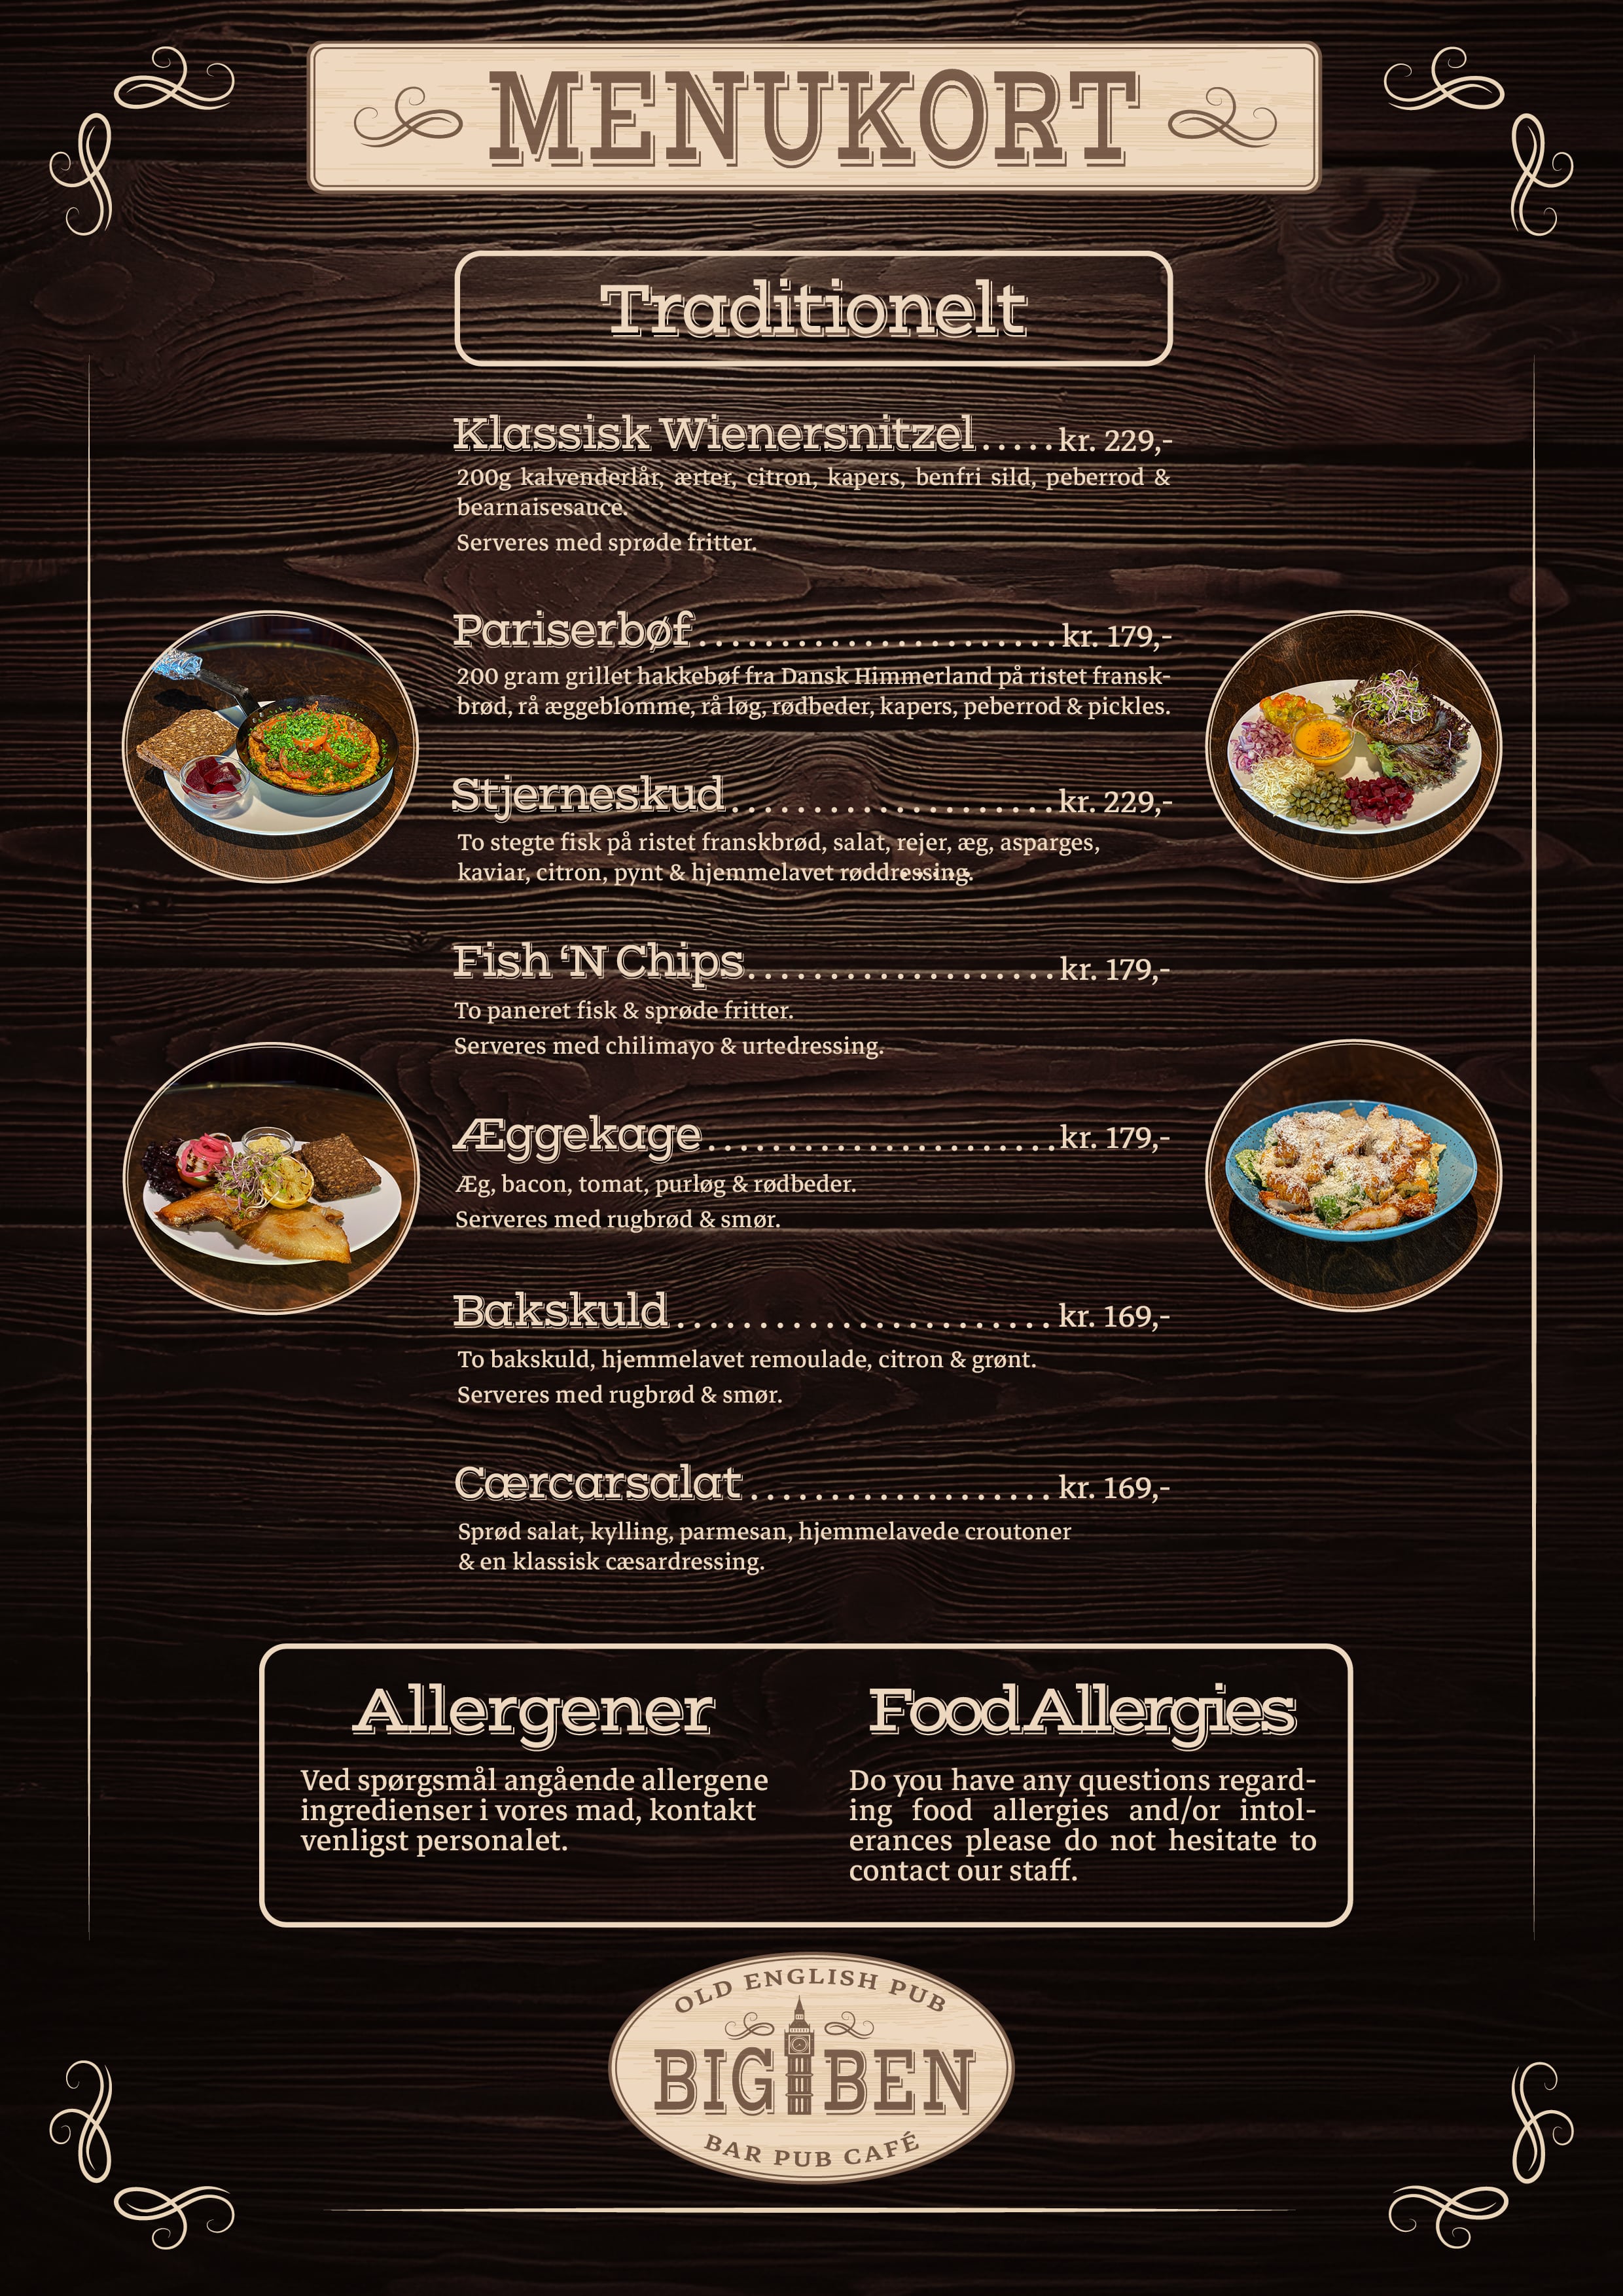 MENUKORT
Traditionelt
Klassisk Wienersnitzel.....kr. 229,-
200g kalvenderlår, ærter, citron, kapers, benfri sild, peberrod &
bearnaisesauce.
Serveres med sprøde fritter.
Pariserbøf......................kr. 179,-
200 gram grillet hakkebøf fra Dansk Himmerland på ristet fransk-
brød, rå æggeblomme, rå løg, rødbeder, kapers, peberrod & pickles.
Stjerneskud....................kr. 229,-
To stegte fisk på ristet franskbrød, salat, rejer, æg, asparges,
kaviar, citron, pynt & hjemmelavet røddressing.
Fish ‘N Chips...................kr. 179,-
To paneret fisk & sprøde fritter.
Serveres med chilimayo & urtedressing.
Æggekage......................kr. 179,-
Æg, bacon, tomat, purløg & rødbeder.
Serveres med rugbrød & smør.
Bakskuld.......................kr. 169,-
To bakskuld, hjemmelavet remoulade, citron & grønt.
Serveres med rugbrød & smør.
Cærcarsalat...................kr. 169,-
Sprød salat, kylling, parmesan, hjemmelavede croutoner
& en klassisk cæsardressing.
Allergener
Ved spørgsmål angående allergene
ingredienser i vores mad, kontakt
venligst personalet.
Food Allergies
Do you have any questions regard-
ing food allergies and/or intol-
erances please do not hesitate to
contact our staff.
OLD ENGLISH PUB
BIG BEN
BAR PUB CAFÉ